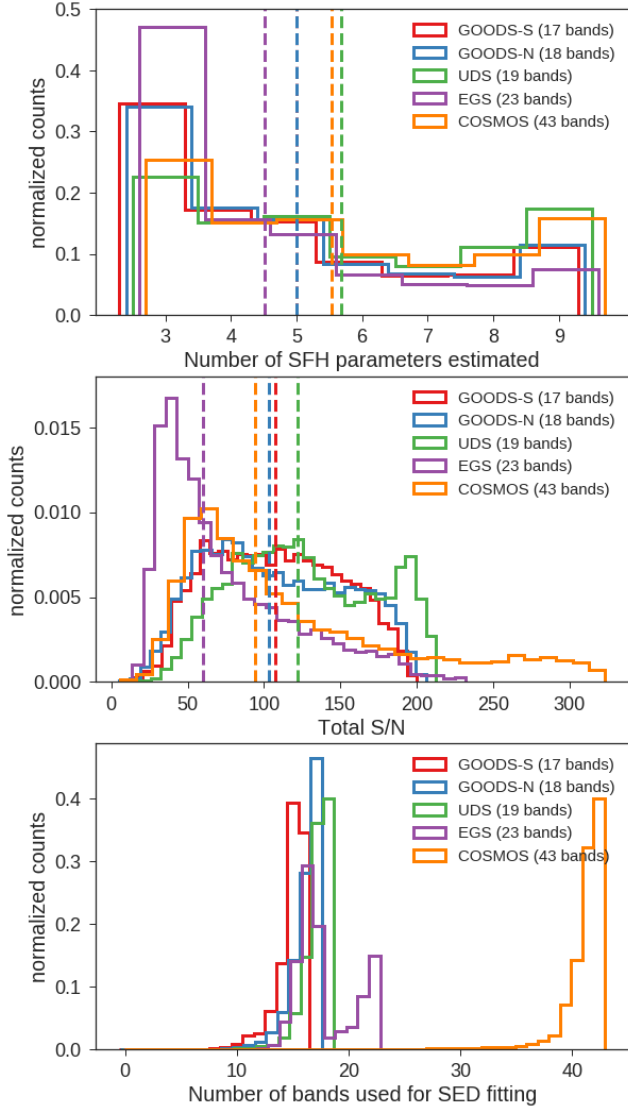 0.5
0.4
0.3
0.2
0.1
0.0
normalized counts
GOODS-S (17 bands)
GOODS-N (18 bands)
UDS (19 bands)
EGS (23 bands)
COSMOS (43 bands)
3 4 5 6 7 8 9
Number of SFH parameters estimated
0.015
0.010
0.005
0.000
normalized counts
GOODS-S (17 bands)
GOODS-N (18 bands)
UDS (19 bands)
EGS (23 bands)
COSMOS (43 bands)
0 50 100 150 200 250 300
Total S/N
0.4
0.3
0.2
0.1
0.0
normalized counts
GOODS-S (17 bands)
GOODS-N (18 bands)
UDS (19 bands)
EGS (23 bands)
COSMOS (43 bands)
0 10 20 30 40
Number of bands used for SED fitting